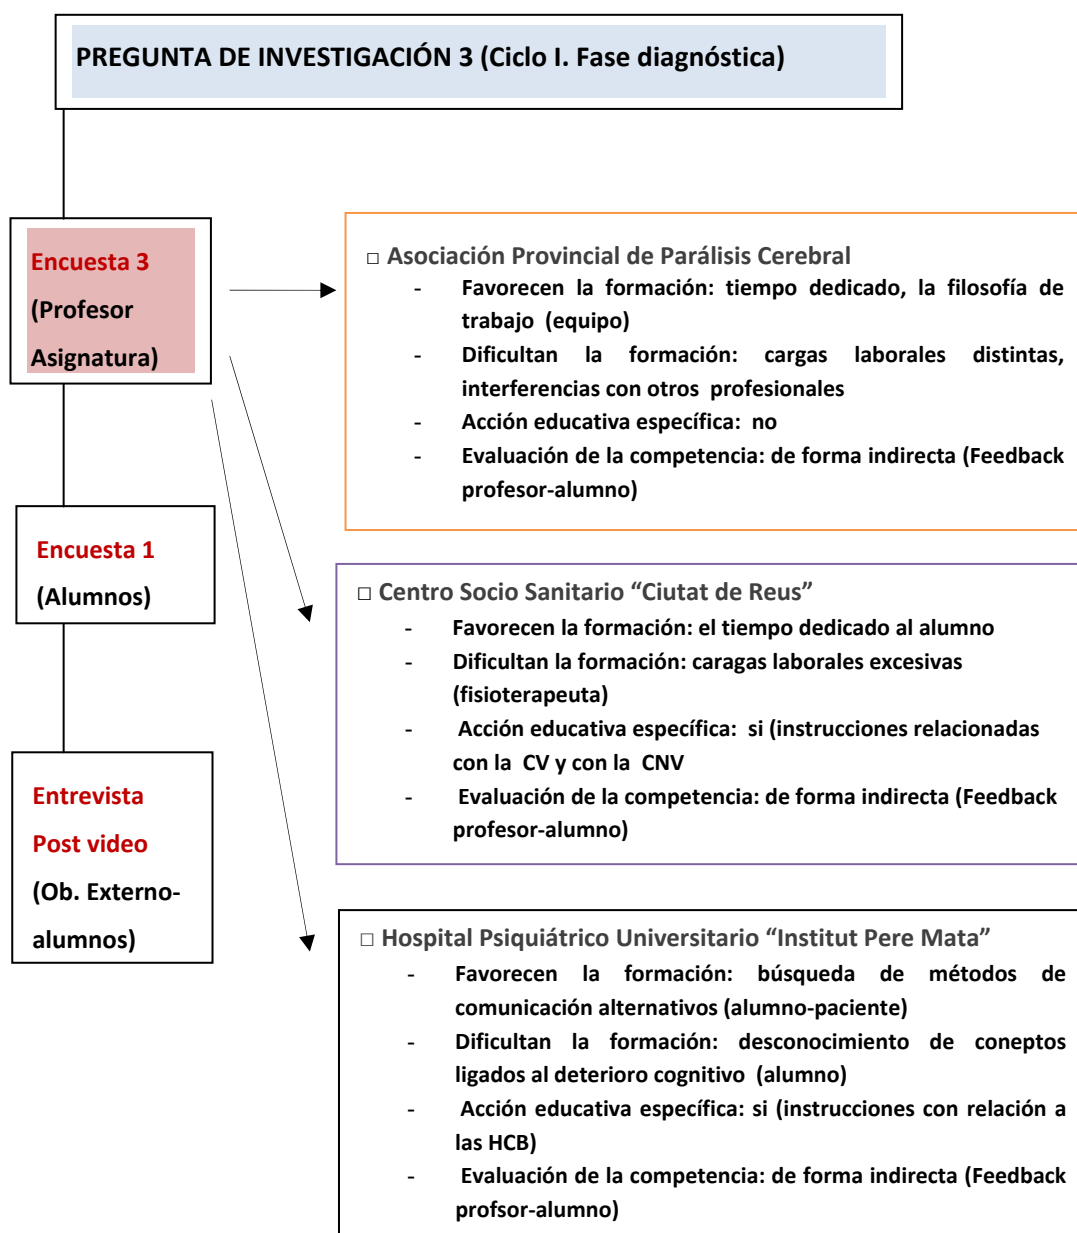 PREGUNTA DE INVESTIGACIÓN 3 (Ciclo I. Fase diagnóstica)
Encuesta 3
(Profesor
Asignatura)
□ Asociación Provincial de Parálisis Cerebral
- Favorecen la formación: tiempo dedicado, la filosofía de
trabajo (equipo)
- Dificultan la formación: cargas laborales distintas,
interferencias con otros profesionales
- Acción educativa específica: no
- Evaluación de la competencia: de forma indirecta (Feedback
profesor-alumno)
Encuesta 1
(Alumnos)
□ Centro Socio Sanitario “Ciutat de Reus”
- Favorecen la formación: el tiempo dedicado al alumno
- Dificultan la formación: caragas laborales excesivas
(fisioterapeuta)
- Acción educativa específica: si (instrucciones relacionadas
con la CV y con la CNV
- Evaluación de la competencia: de forma indirecta (Feedback
profesor-alumno)
Entrevista
Post video
(Ob. Externo-
alumnos)
□ Hospital Psiquiátrico Universitario “Institut Pere Mata”
- Favorecen la formación: búsqueda de métodos de
comunicación alternativos (alumno-paciente)
- Dificultan la formación: desconocimiento de coneptos
ligados al deterioro cognitivo (alumno)
- Acción educativa específica: si (instrucciones con relación a
las HCB)
- Evaluación de la competencia: de forma indirecta (Feedback
profsor-alumno)